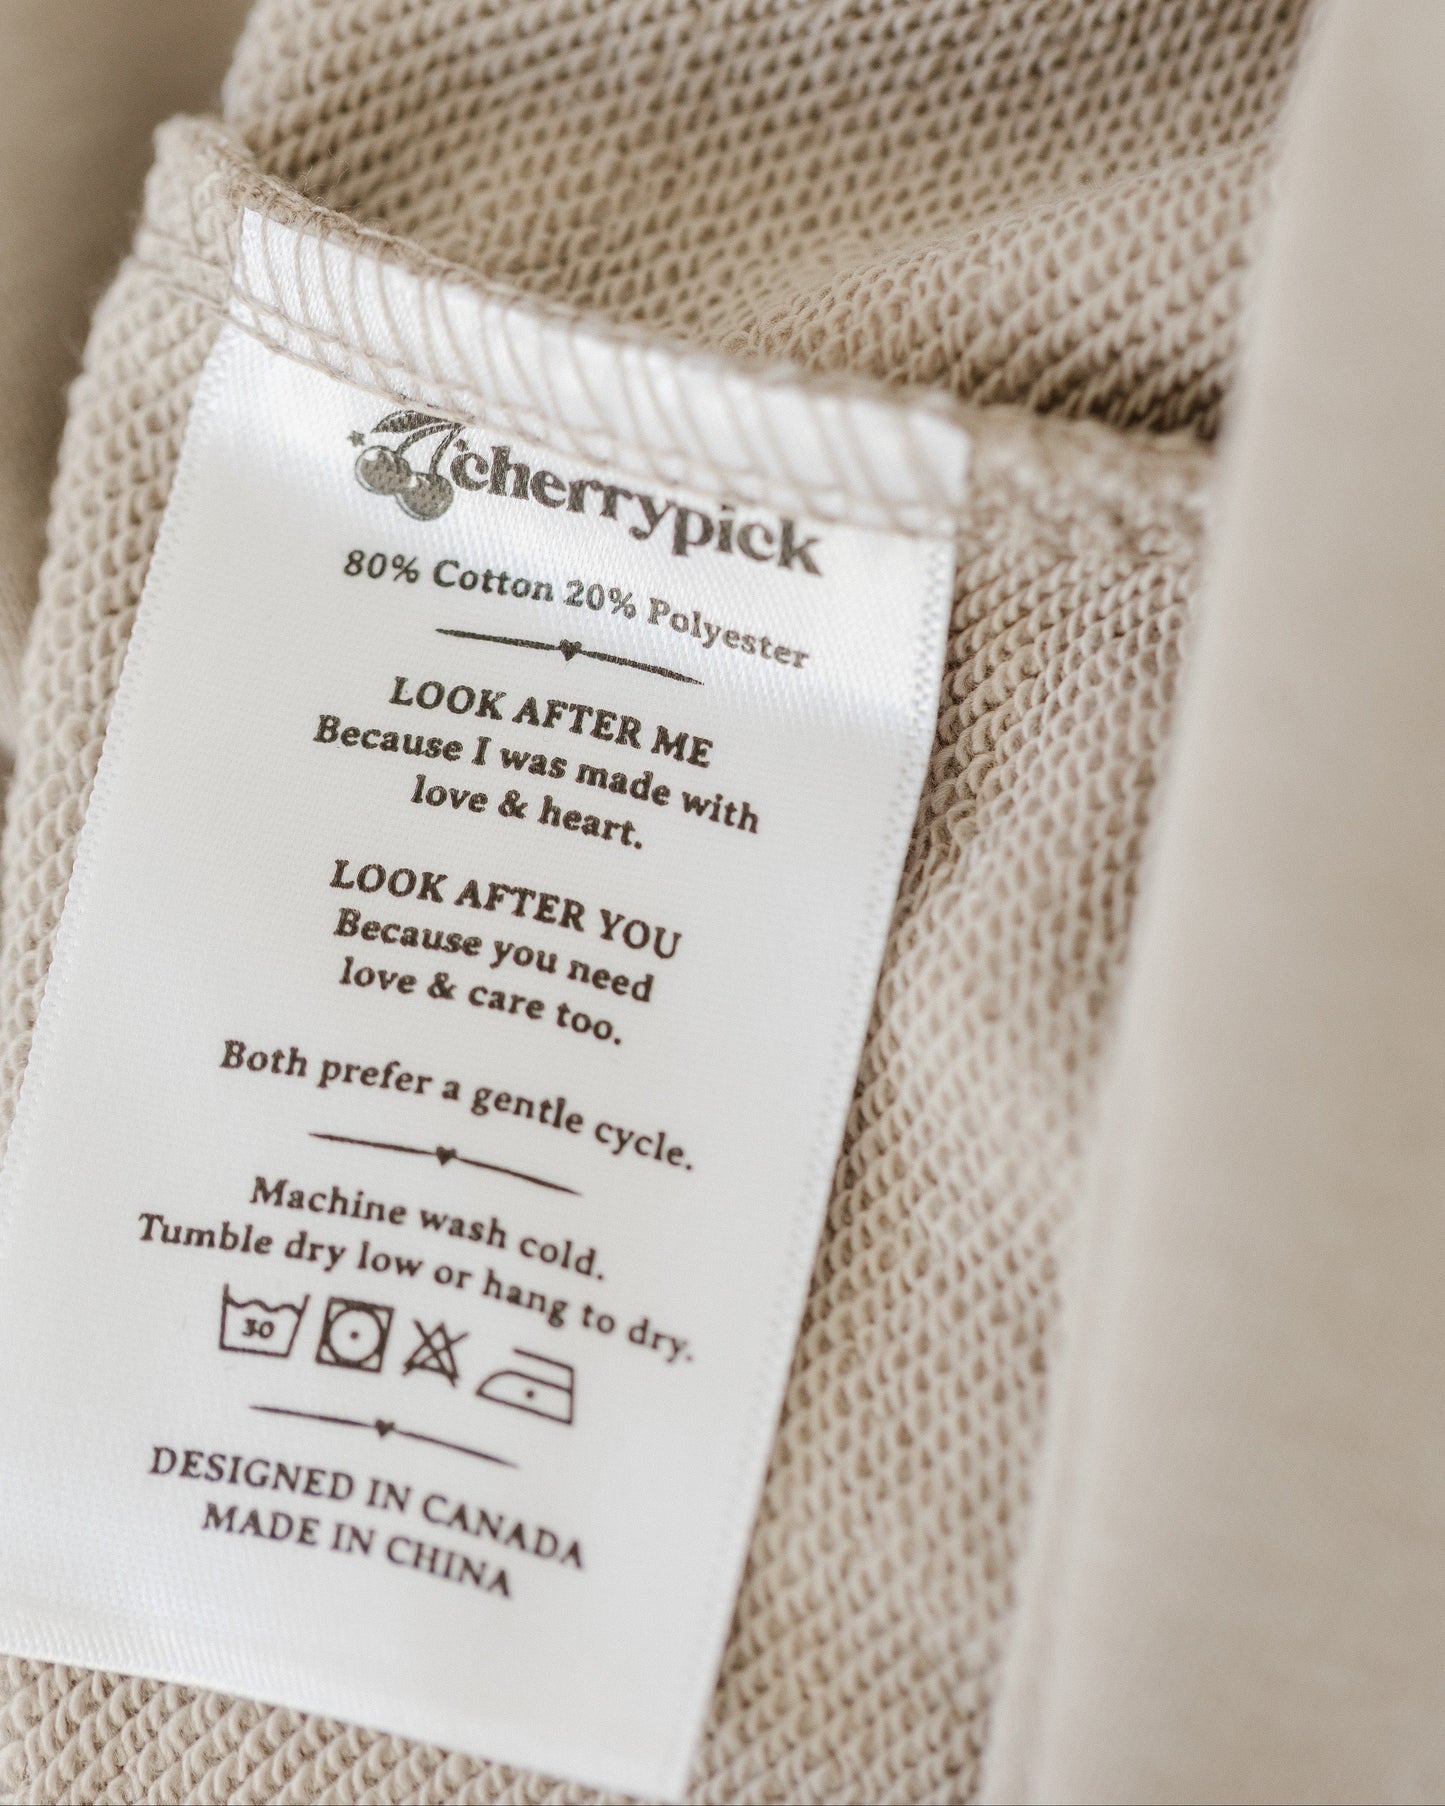 cherrypick
80% Cotton 20% Polyester
LOOK AFTER ME
Because I was made with
love & heart.
LOOK AFTER YOU
Because you need
love & care too.
Both prefer a gentle cycle.
Machine wash cold.
Tumble dry low or hang to dry.
30
DESIGNED IN CANADA
MADE IN CHINA